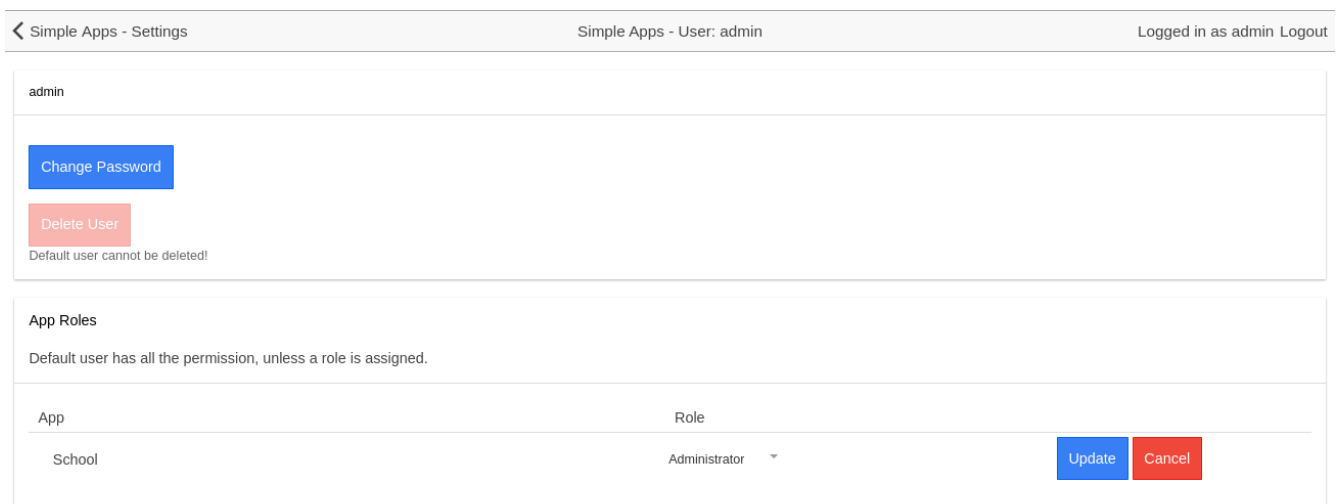 Simple Apps - Settings Simple Apps - User: admin Logged in as admin Logout
admin
Change Password
Delete User
Default user cannot be deleted!
App Roles
Default user has all the permission, unless a role is assigned.
App Role
School Administrator Update Cancel